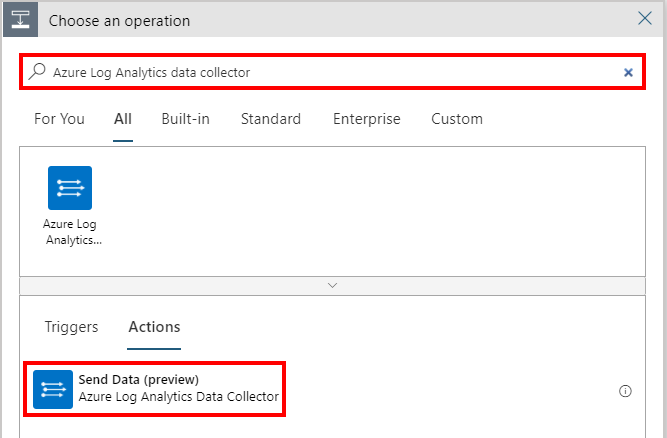 Choose an operation
Azure Log Analytics data collector
For You All Built-in Standard Enterprise Custom
Azure Log
Analytics...
Triggers Actions
Send Data (preview)
Azure Log Analytics Data Collector